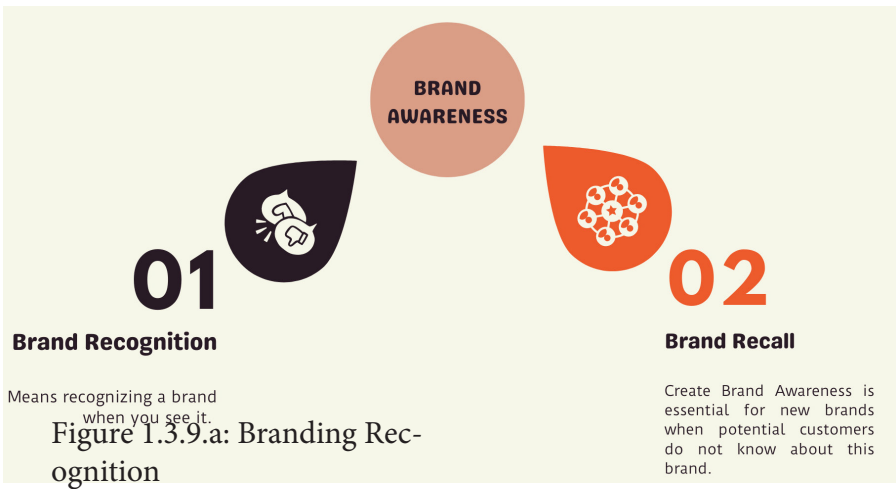 BRAND
AWARENESS
01
Brand Recognition
Means recognizing a brand
when you see it.
Figure 1.3.9.a: Branding Rec-
ognition
02
Brand Recall
Create Brand Awareness is
essential for new brands
when potential customers
do not know about this
brand.